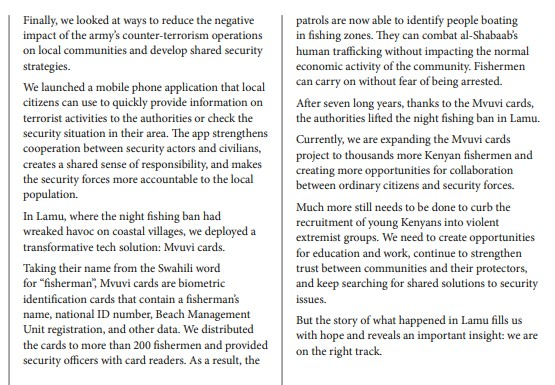 Finally, we looked at ways to reduce the negative
impact of the army's counter-terrorism operations
on local communities and develop shared security
strategies.
We launched a mobile phone application that local
citizens can use to quickly provide information on
terrorist activities to the authorities or check the
security situation in their area. The app strengthens
cooperation between security actors and civilians,
creates a shared sense of responsibility, and makes
the security forces more accountable to the local
population.
In Lamu, where the night fishing ban had
wreaked havoc on coastal villages, we deployed a
transformative tech solution: Mvuvi cards.
Taking their name from the Swahili word
for “fisherman”, Mvuvi cards are biometric
identification cards that contain a fisherman's
name, national ID number, Beach Management
Unit registration, and other data. We distributed
the cards to more than 200 fishermen and provided
security officers with card readers. As a result, the
patrols are now able to identify people boating
in fishing zones. They can combat al-Shabaab's
human trafficking without impacting the normal
economic activity of the community. Fishermen
can carry on without fear of being arrested.
After seven long years, thanks to the Mvuvi cards,
the authorities lifted the night fishing ban in Lamu.
Currently, we are expanding the Mvuvi cards
project to thousands more Kenyan fishermen and
creating more opportunities for collaboration
between ordinary citizens and security forces.
Much more still needs to be done to curb the
recruitment of young Kenyans into violent
extremist groups. We need to create opportunities
for education and work, continue to strengthen
trust between communities and their protectors,
and keep searching for shared solutions to security
issues.
But the story of what happened in Lamu fills us
with hope and reveals an important insight: we are
on the right track.